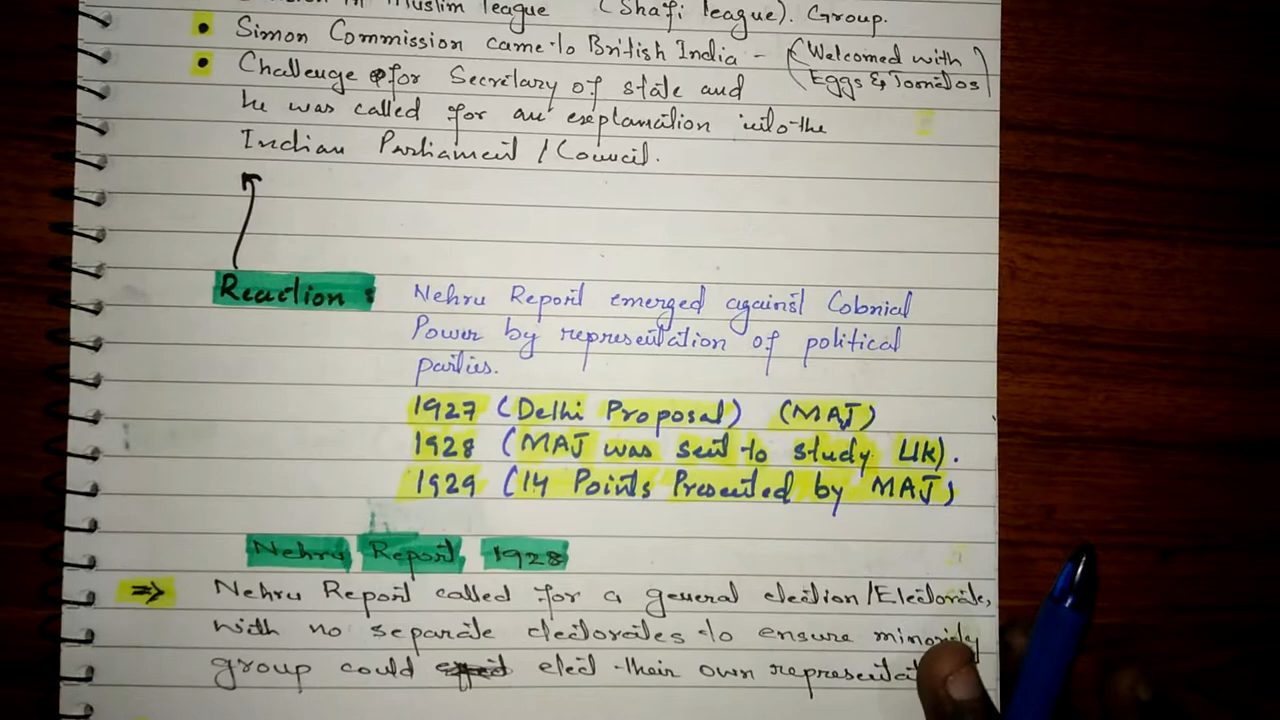 in Muslim league (Shafi league). Group.
• Simon Commission came to British India - (Welcomed with Eggs & Tomatos)
• Challenge for Secretary of state and
he was called for an explanation into the
Indian Parliament / Council.
Reaction : Nehru Report emerged against Colonial
Power by representation of political
parties.
1927 (Delhi Proposal) (MAJ)
1928 (MAJ was sent to study UK).
1929 (14 Points Presented by MAJ)
Nehru Report 1928
⇒ Nehru Report called for a general election/Electorate,
with no separate electorates to ensure minority
group could elect their own